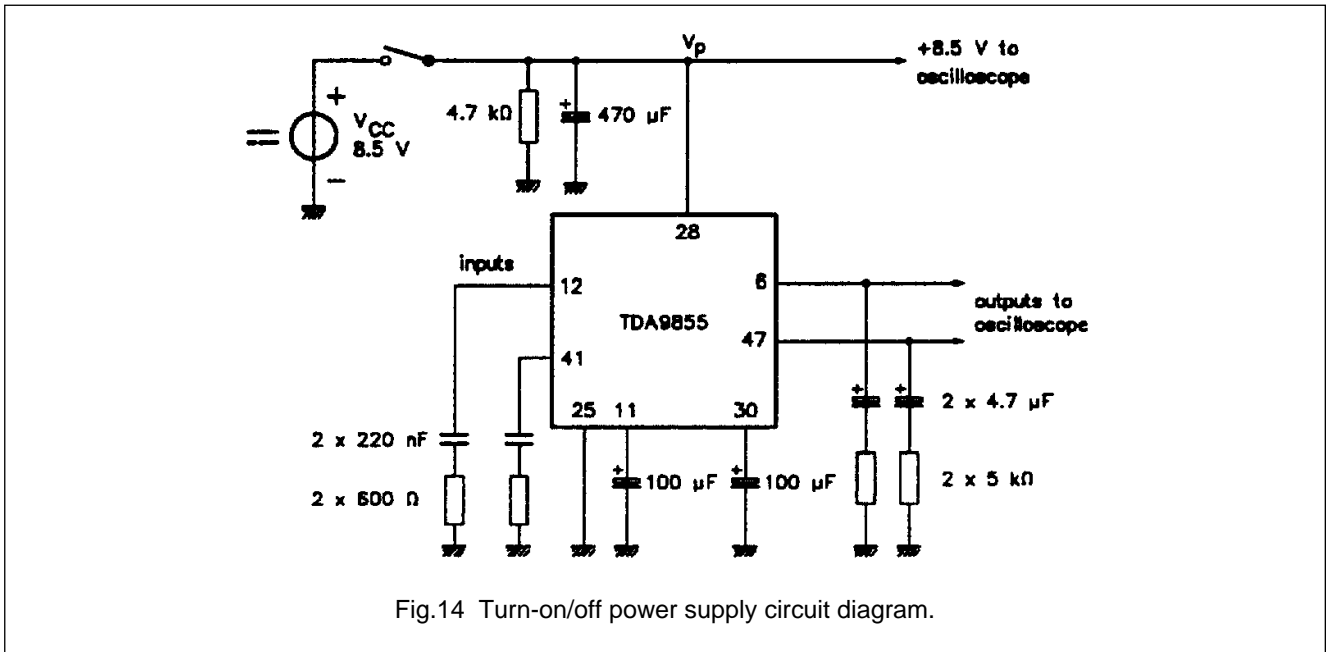 Vp
+8.5 V to
oscilloscope
4.7 kΩ
+
470 μF
+
VCC
8.5 V
−
28
inputs
12
6
TDA9855
outputs to
oscilloscope
47
41
+
+
2 x 4.7 μF
25
11
30
2 x 220 nF
+
100 μF
+
100 μF
2 x 5 kΩ
2 x 600 Ω
Fig.14 Turn-on/off power supply circuit diagram.